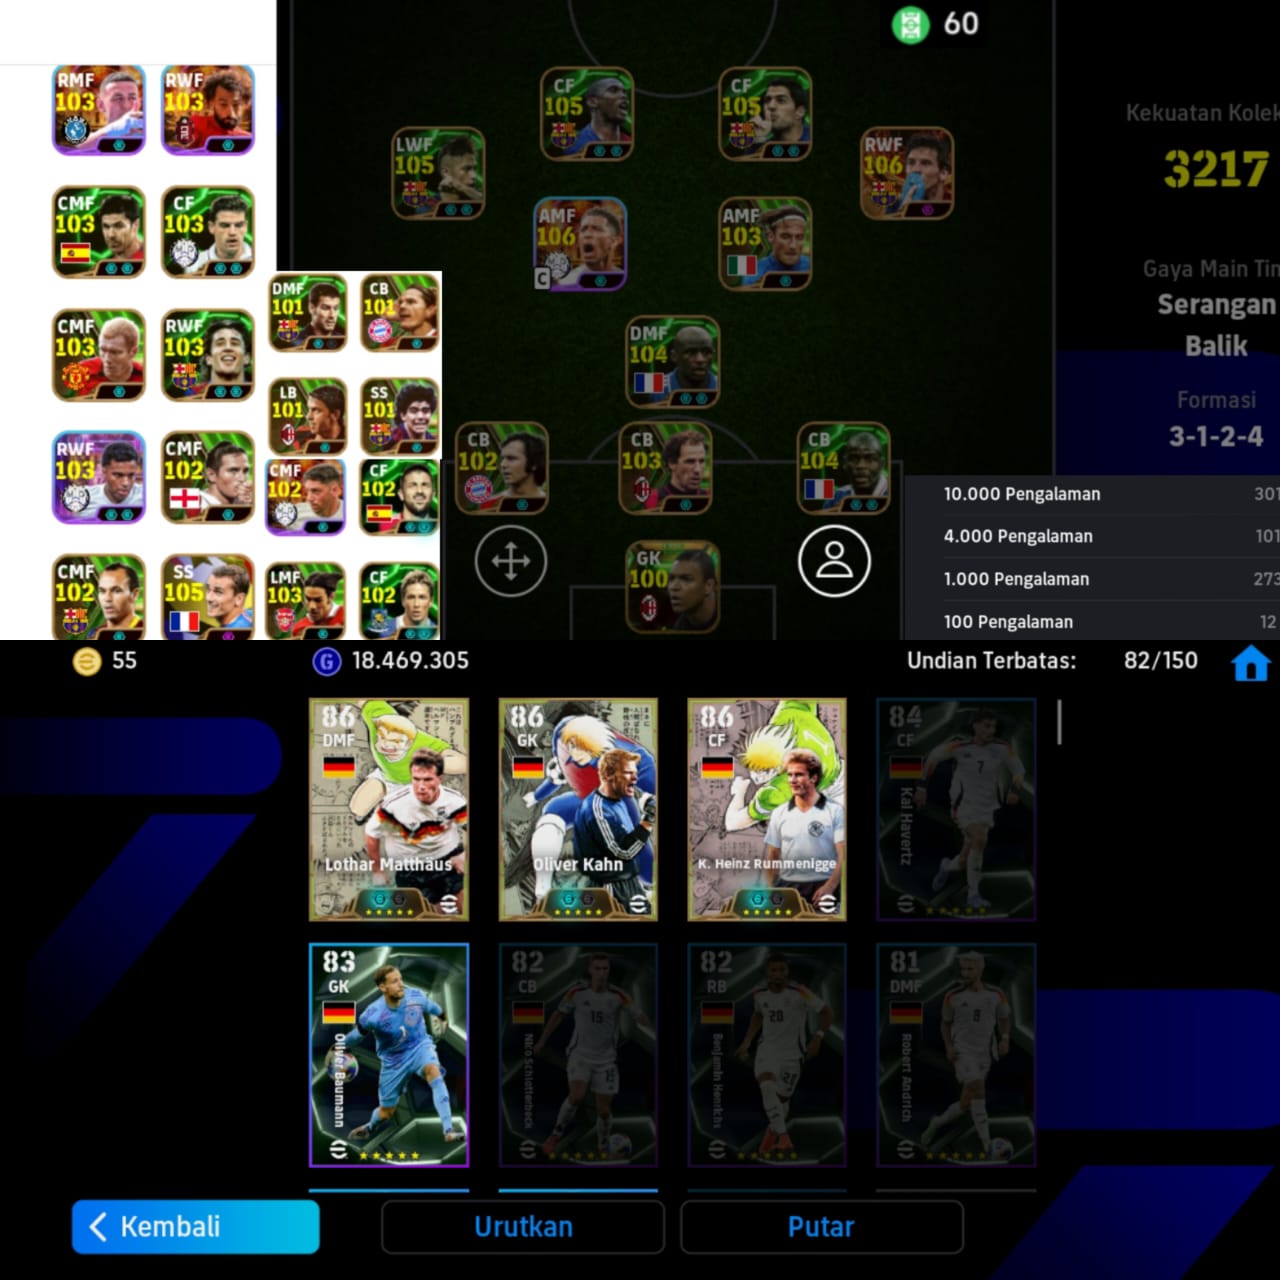 60
Kekuatan Kolek
3217
Gaya Main Tim
Serangan
Balik
Formasi
3-1-2-4
10.000 Pengalaman 301
4.000 Pengalaman 101
1.000 Pengalaman 273
100 Pengalaman 12
RMF
103
RWF
103
CMF
103
CF
103
CMF
103
RWF
103
RWF
103
CMF
102
CMF
102
SS
105
DMF
101
CB
101
LB
101
SS
101
CMF
102
CF
102
LMF
103
CF
102
CF
105
CF
105
LWF
105
RWF
106
AMF
106
C
AMF
103
DMF
104
CB
102
CB
103
CB
104
GK
100
55
G 18.469.305
Undian Terbatas: 82/150
86
DMF
Lothar Matthäus
86
GK
Oliver Kahn
86
CF
K. Heinz Rummenigge
84
CF
7
Kai Havertz
83
GK
Oliver Baumann
82
CB
15
Nico Schlotterbeck
82
RB
20
Benjamin Henrichs
81
DMF
8
Robert Andrich
Kembali
Urutkan
Putar